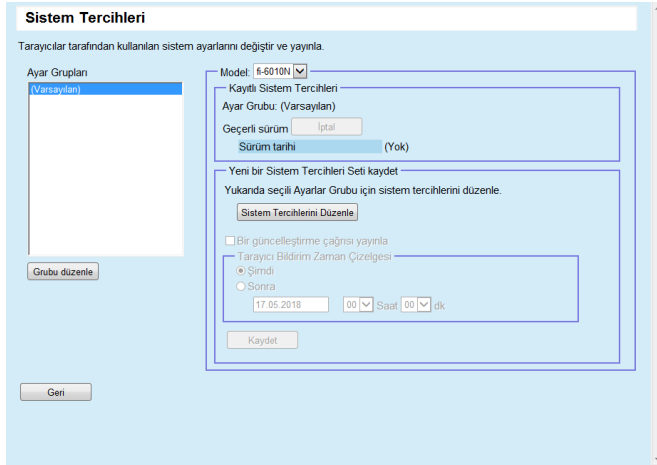 Sistem Tercihleri
Tarayıcılar tarafından kullanılan sistem ayarlarını değiştir ve yayınla.
Ayar Grupları
(Varsayılan)
Grubu düzenle
Model: fi-6010N
Kayıtlı Sistem Tercihleri
Ayar Grubu: (Varsayılan)
Geçerli sürüm İptal
Sürüm tarihi (Yok)
Yeni bir Sistem Tercihleri Seti kaydet
Yukarıda seçili Ayarlar Grubu için sistem tercihlerini düzenle.
Sistem Tercihlerini Düzenle
Bir güncelleştirme çağrısı yayınla
Tarayıcı Bildirim Zaman Çizelgesi
Şimdi
Sonra
17.05.2018 00 Saat 00 dk
Kaydet
Geri